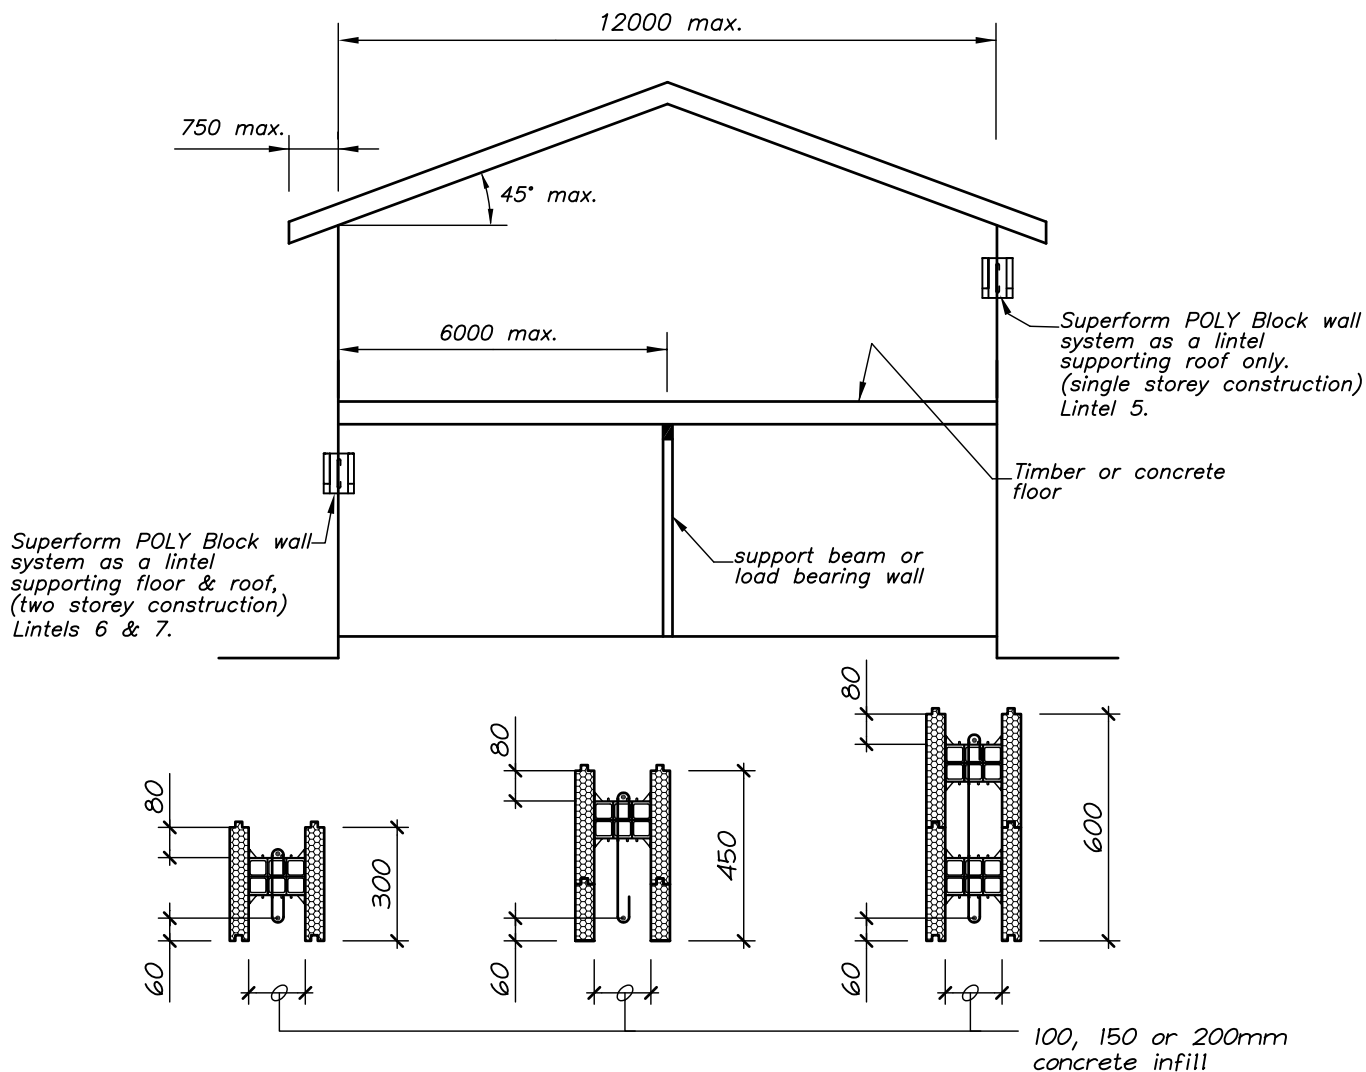 12000 max.
750 max.
45° max.
6000 max.
Superform POLY Block wall
system as a lintel
supporting roof only.
(single storey construction)
Lintel 5.
Timber or concrete
floor
Superform POLY Block wall
system as a lintel
supporting floor & roof,
(two storey construction)
Lintels 6 & 7.
support beam or
load bearing wall
80
300
60
80
450
60
80
600
60
100, 150 or 200mm
concrete infill